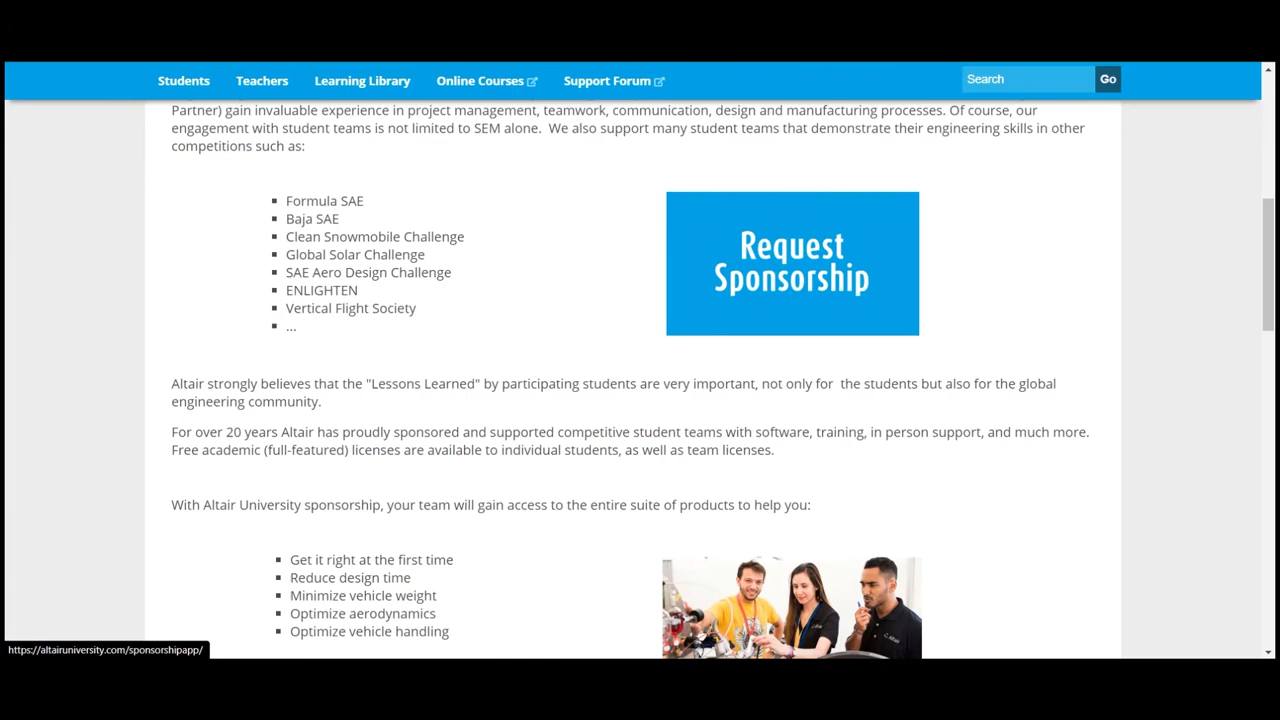 Students Teachers Learning Library Online Courses Support Forum Search Go
Partner) gain invaluable experience in project management, teamwork, communication, design and manufacturing processes. Of course, our
engagement with student teams is not limited to SEM alone.  We also support many student teams that demonstrate their engineering skills in other
competitions such as:
Formula SAE
Baja SAE
Clean Snowmobile Challenge
Global Solar Challenge
SAE Aero Design Challenge
ENLIGHTEN
Vertical Flight Society
...
Request
Sponsorship
Altair strongly believes that the "Lessons Learned" by participating students are very important, not only for  the students but also for the global
engineering community.
For over 20 years Altair has proudly sponsored and supported competitive student teams with software, training, in person support, and much more.
Free academic (full-featured) licenses are available to individual students, as well as team licenses.
With Altair University sponsorship, your team will gain access to the entire suite of products to help you:
Get it right at the first time
Reduce design time
Minimize vehicle weight
Optimize aerodynamics
Optimize vehicle handling
https://altairuniversity.com/sponsorshipapp/